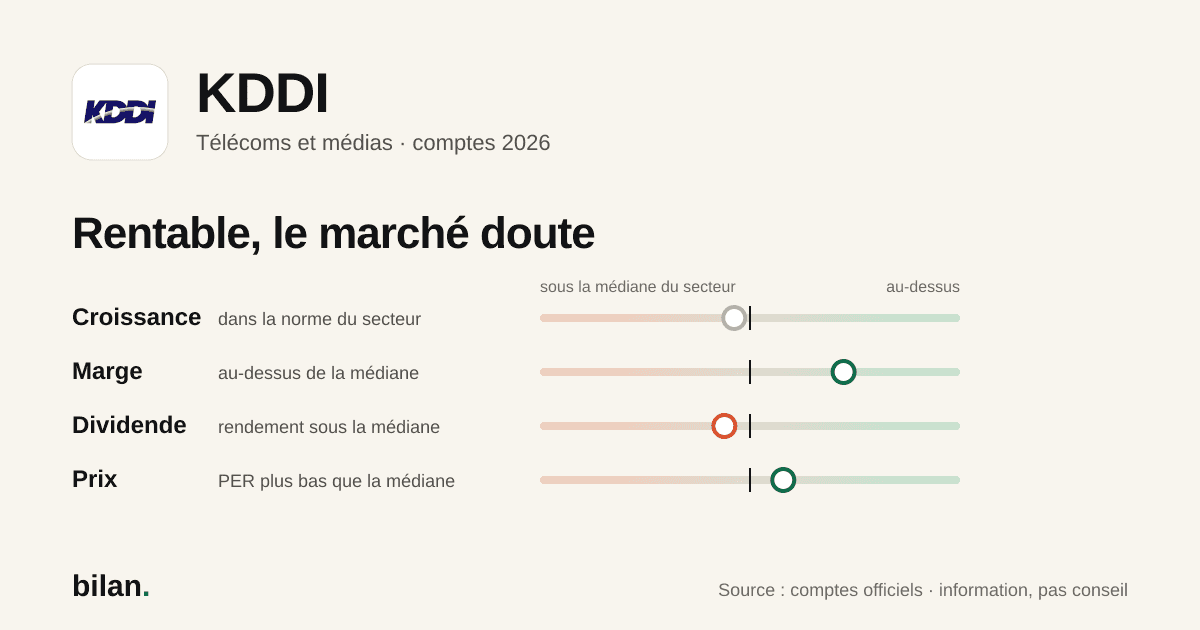 KDDI
KDDI
Télécoms et médias · comptes 2026
Rentable, le marché doute
sous la médiane du secteur au-dessus
Croissance dans la norme du secteur
Marge au-dessus de la médiane
Dividende rendement sous la médiane
Prix PER plus bas que la médiane
bilan.
Source : comptes officiels · information, pas conseil